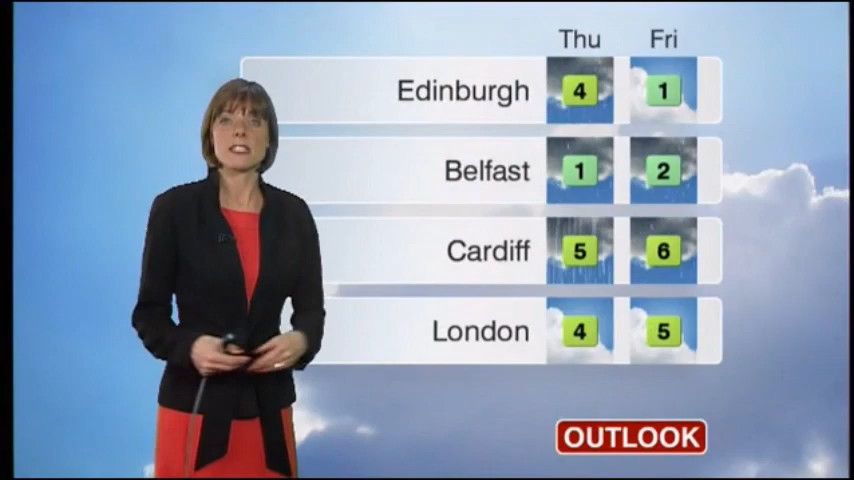 Thu Fri
Edinburgh 4 1
Belfast 1 2
Cardiff 5 6
London 4 5
OUTLOOK